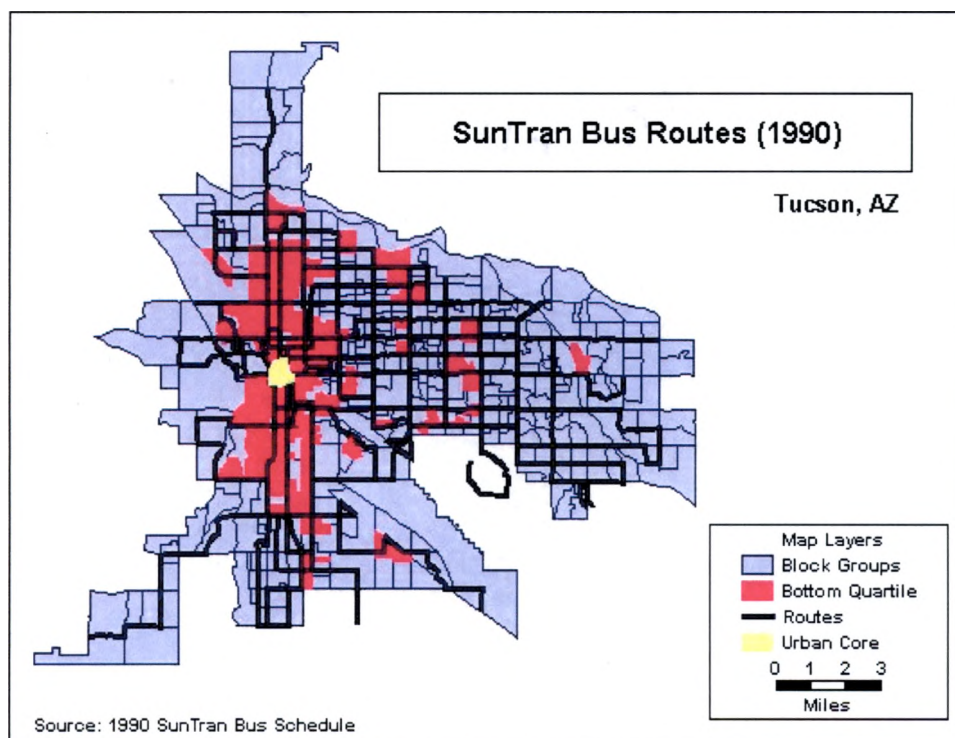 SunTran Bus Routes (1990)
Tucson, AZ
Map Layers
Block Groups
Bottom Quartile
Routes
Urban Core
0 1 2 3
Miles
Source: 1990 SunTran Bus Schedule